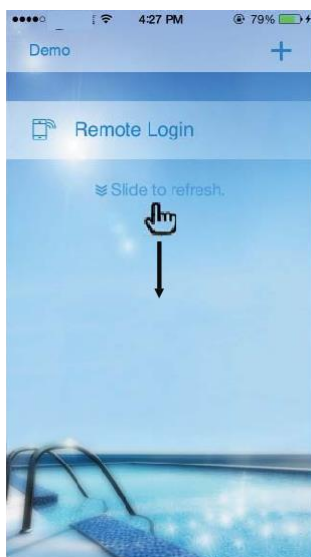 4:27 PM
79%
Demo
+
Remote Login
Slide to refresh.